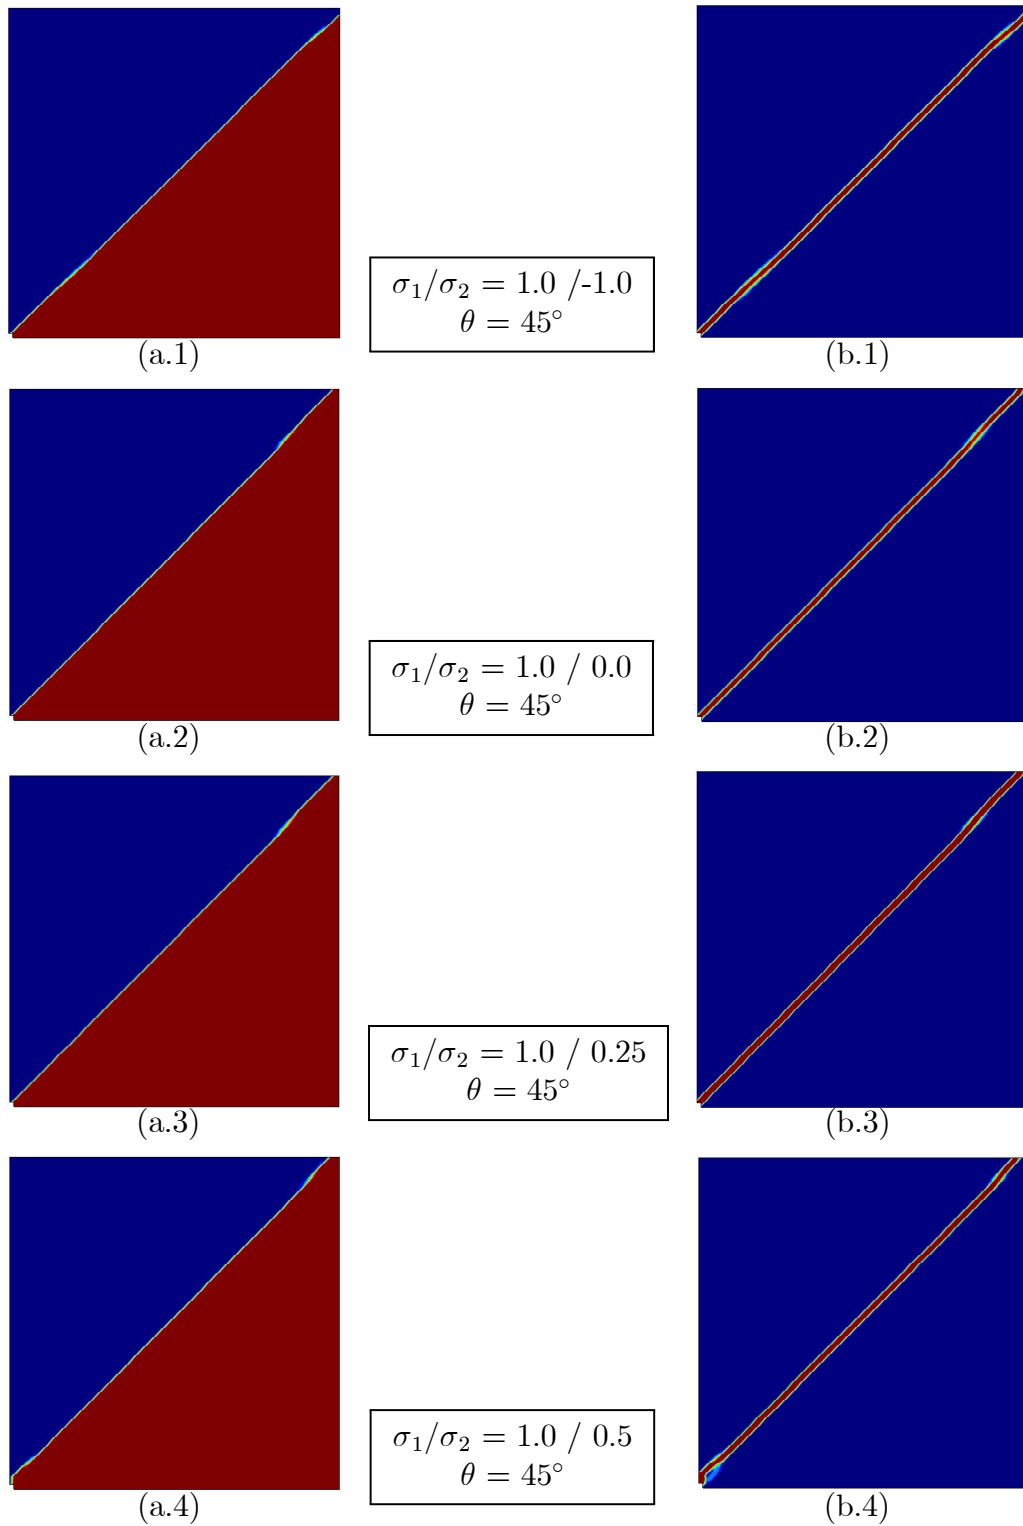 σ₁/σ₂ = 1.0 /-1.0
θ = 45°
(a.1)
(b.1)
σ₁/σ₂ = 1.0 / 0.0
θ = 45°
(a.2)
(b.2)
σ₁/σ₂ = 1.0 / 0.25
θ = 45°
(a.3)
(b.3)
σ₁/σ₂ = 1.0 / 0.5
θ = 45°
(a.4)
(b.4)